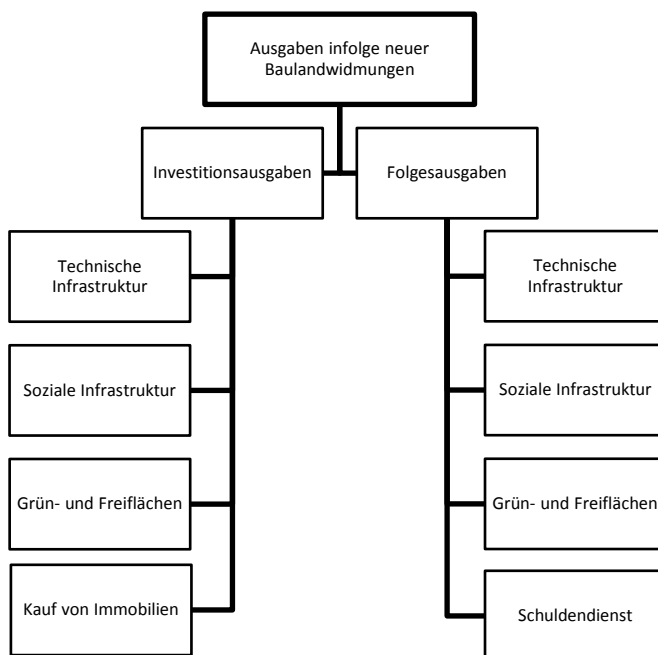 Ausgaben infolge neuer
Baulandwidmungen
Investitionsausgaben
Folgesausgaben
Technische
Infrastruktur
Technische
Infrastruktur
Soziale Infrastruktur
Soziale Infrastruktur
Grün- und Freiflächen
Grün- und Freiflächen
Kauf von Immobilien
Schuldendienst